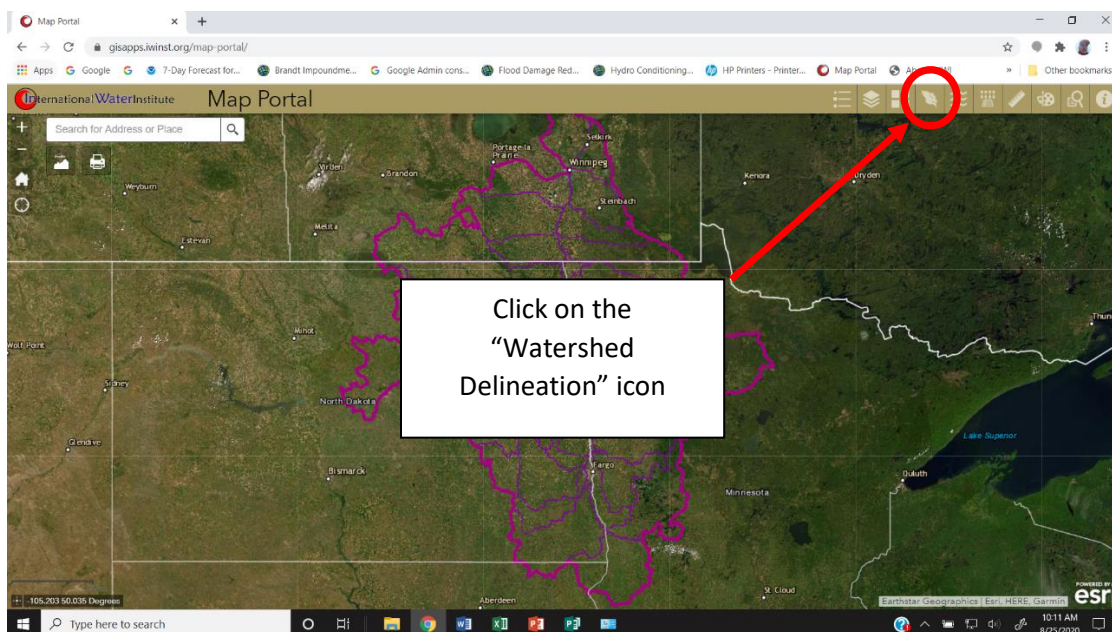 Map Portal
gisapps.iwinst.org/map-portal/
Apps Google 7-Day Forecast for... Brandt Impoundme... Google Admin cons... Flood Damage Red... Hydro Conditioning... HP Printers - Printer... Map Portal » Other bookmarks
International Water Institute Map Portal
Search for Address or Place
Selkirk
Portage la Prairie
Winnipeg
Virden
Brandon
Kenora
Dryden
Weyburn
Steinbach
Melita
Estevan
Click on the
“Watershed
Delineation” icon
Thun
Minot
Wolf Point
Sidney
North Dakota
Lake Superior
Glendive
Bismarck
Fargo
Duluth
Minnesota
St. Cloud
POWERED BY
esri
-105.203 50.035 Degrees
Aberdeen
Earthstar Geographics | Esri, HERE, Garmin
Type here to search
10:11 AM
8/25/2020